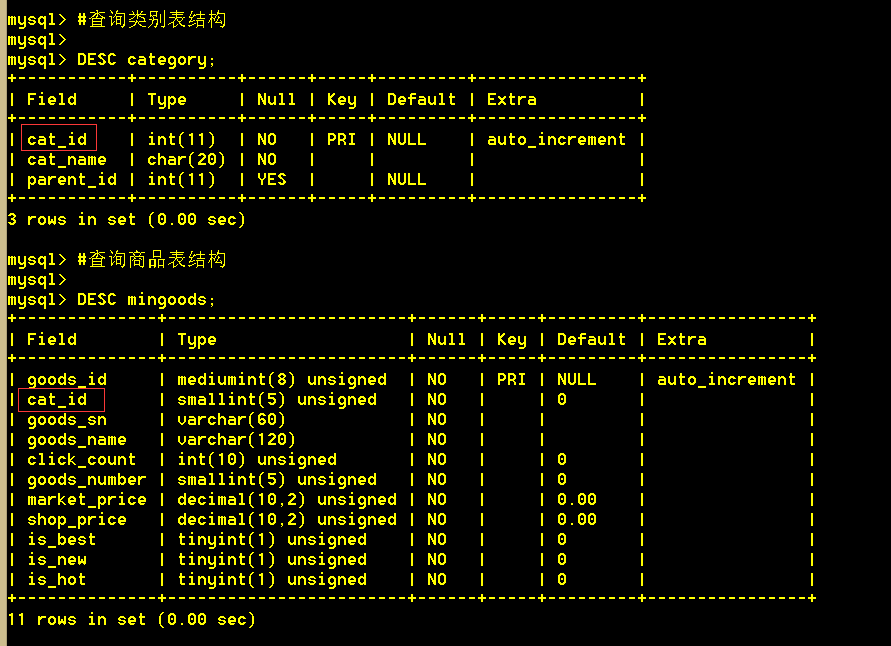 mysql> #查询类别表结构
mysql>
mysql> DESC category;
+-----------+----------+------+-----+---------+----------------+
| Field     | Type     | Null | Key | Default | Extra          |
+-----------+----------+------+-----+---------+----------------+
| cat_id    | int(11)  | NO   | PRI | NULL    | auto_increment |
| cat_name  | char(20) | NO   |     |         |                |
| parent_id | int(11)  | YES  |     | NULL    |                |
+-----------+----------+------+-----+---------+----------------+
3 rows in set (0.00 sec)

mysql> #查询商品表结构
mysql>
mysql> DESC mingoods;
+--------------+------------------------+------+-----+---------+----------------+
| Field        | Type                   | Null | Key | Default | Extra          |
+--------------+------------------------+------+-----+---------+----------------+
| goods_id     | mediumint(8) unsigned  | NO   | PRI | NULL    | auto_increment |
| cat_id       | smallint(5) unsigned   | NO   |     | 0       |                |
| goods_sn     | varchar(60)            | NO   |     |         |                |
| goods_name   | varchar(120)           | NO   |     |         |                |
| click_count  | int(10) unsigned       | NO   |     | 0       |                |
| goods_number | smallint(5) unsigned   | NO   |     | 0       |                |
| market_price | decimal(10,2) unsigned | NO   |     | 0.00    |                |
| shop_price   | decimal(10,2) unsigned | NO   |     | 0.00    |                |
| is_best      | tinyint(1) unsigned    | NO   |     | 0       |                |
| is_new       | tinyint(1) unsigned    | NO   |     | 0       |                |
| is_hot       | tinyint(1) unsigned    | NO   |     | 0       |                |
+--------------+------------------------+------+-----+---------+----------------+
11 rows in set (0.00 sec)